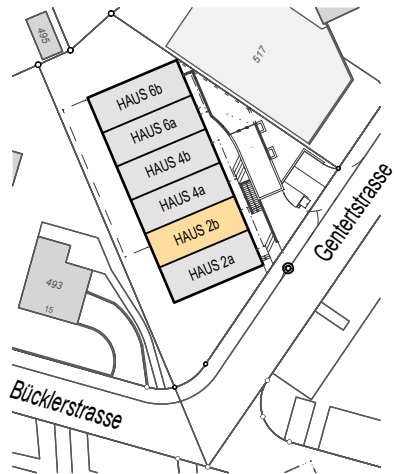 495
517
HAUS 6b
HAUS 6a
HAUS 4b
HAUS 4a
HAUS 2b
HAUS 2a
Gentertstrasse
493
15
Bücklerstrasse